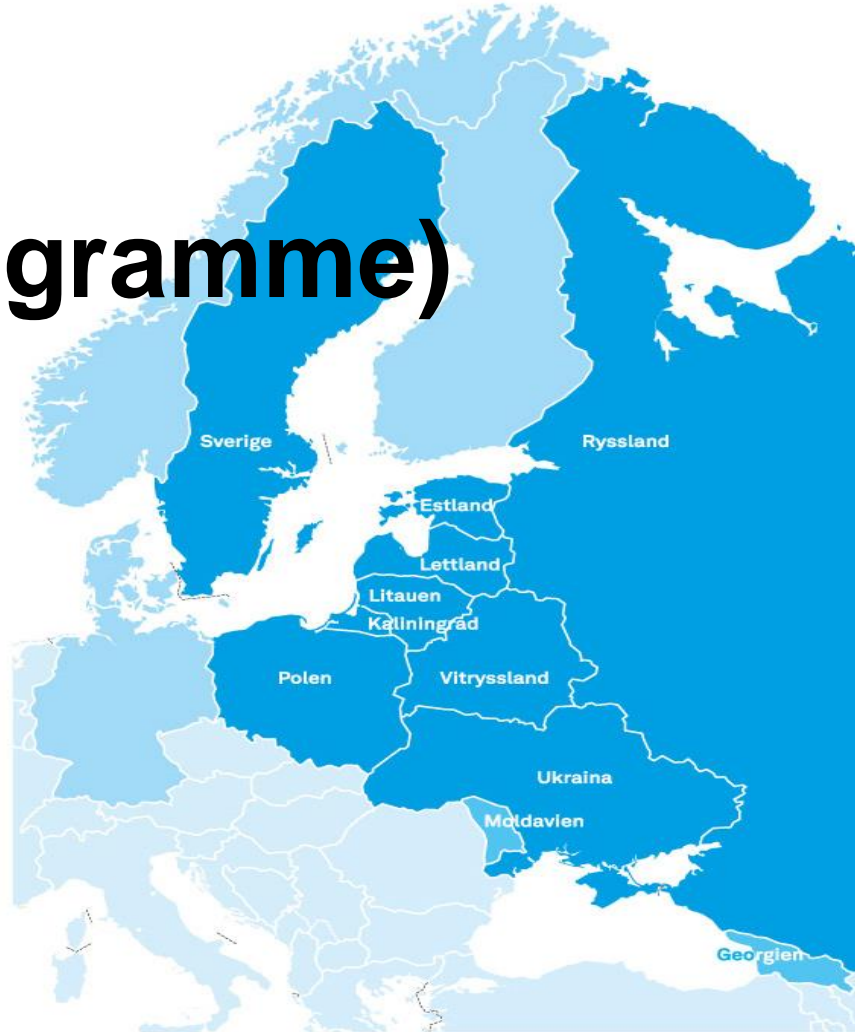 gramme)
Sverige
Ryssland
Estland
Lettland
Litauen
Kaliningrad
Polen
Vitryssland
Ukraina
Moldavien
Georgien